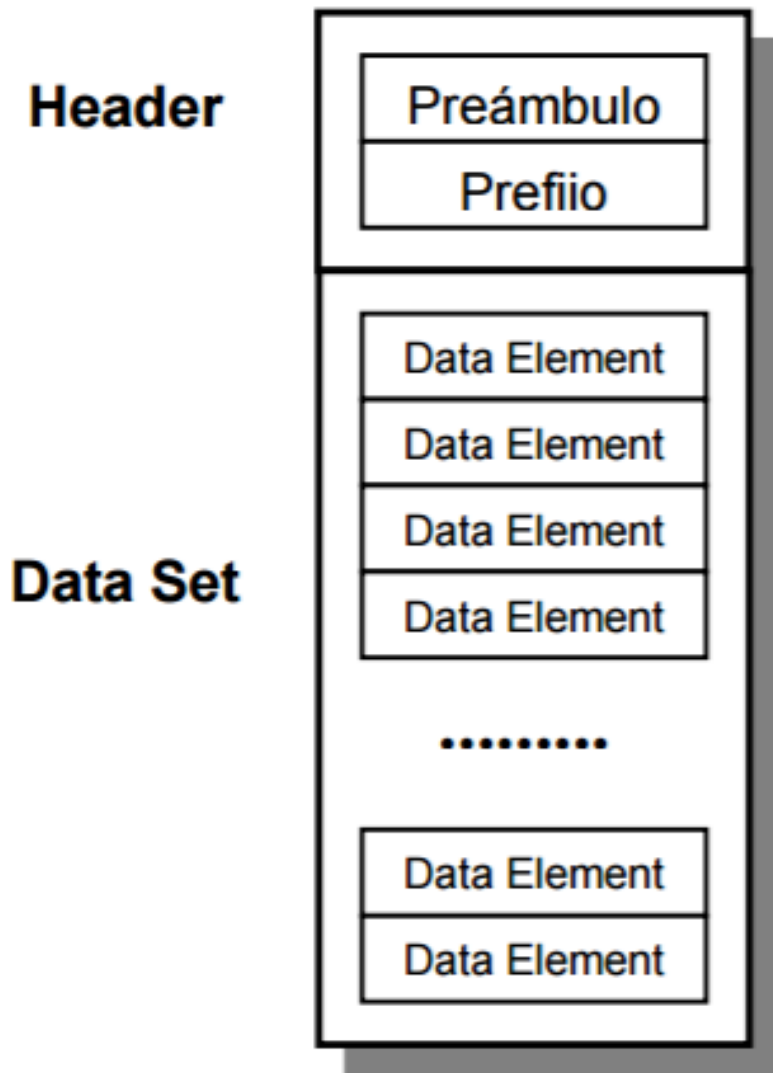 Header
Preámbulo
Prefiio
Data Element
Data Element
Data Element
Data Element
Data Set
.........
Data Element
Data Element